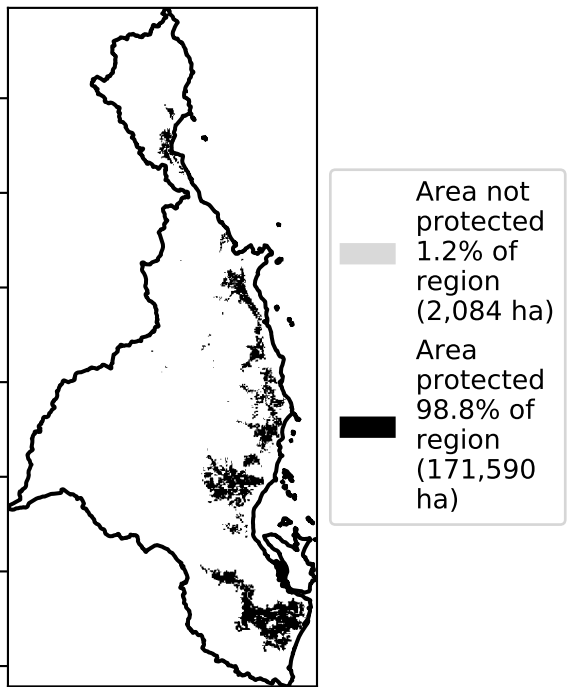 Area not
protected
1.2% of
region
(2,084 ha)
Area
protected
98.8% of
region
(171,590
ha)